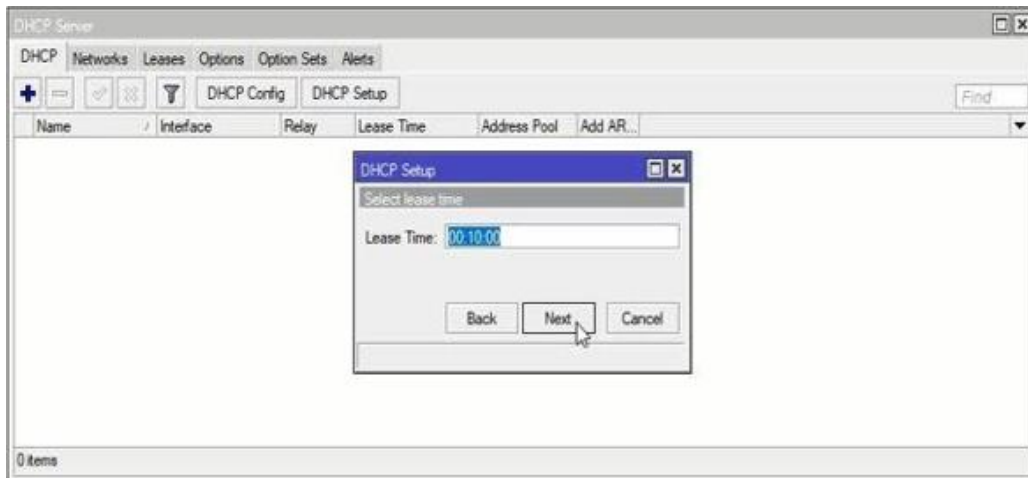 DHCP Server
DHCP Networks Leases Options Option Sets Alerts
DHCP Config DHCP Setup Find
Name Interface Relay Lease Time Address Pool Add AR...
DHCP Setup
Select lease time
Lease Time: 00:10:00
Back Next Cancel
0 items